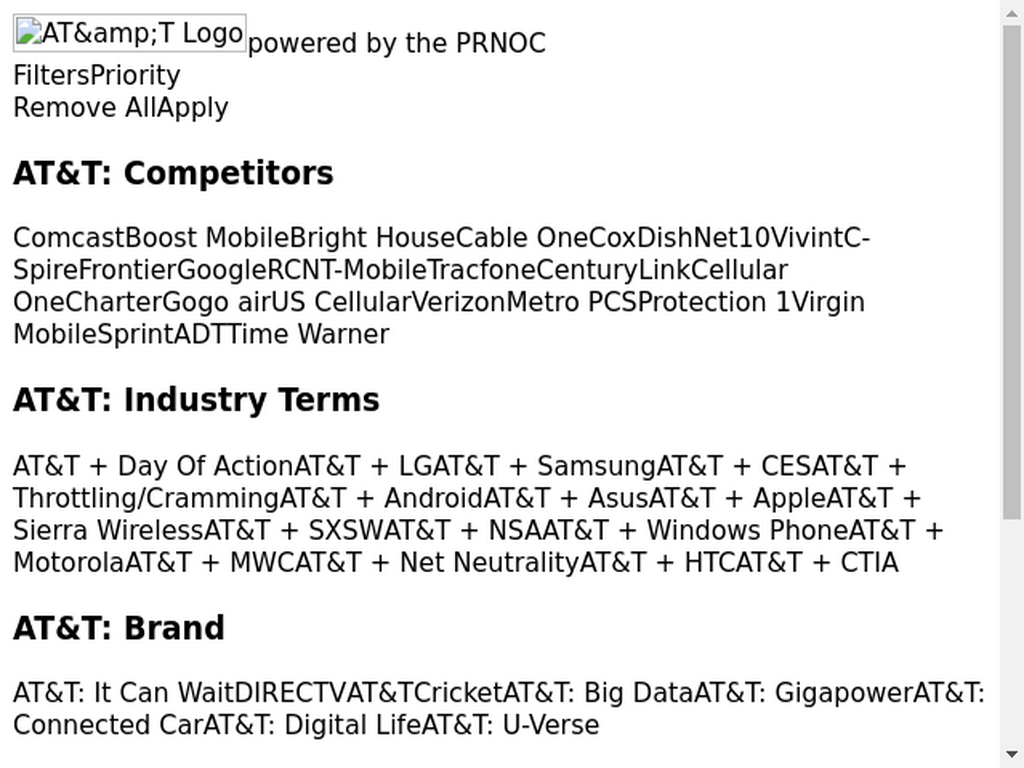 AT&amp;T Logo powered by the PRNOC
FiltersPriority
Remove AllApply
AT&T: Competitors
ComcastBoost MobileBright HouseCable OneCoxDishNet10VivintC-
SpireFrontierGoogleRCNT-MobileTracfoneCenturyLinkCellular
OneCharterGogo airUS CellularVerizonMetro PCSProtection 1Virgin
MobileSprintADTTime Warner
AT&T: Industry Terms
AT&T + Day Of ActionAT&T + LGAT&T + SamsungAT&T + CESAT&T +
Throttling/CrammingAT&T + AndroidAT&T + AsusAT&T + AppleAT&T +
Sierra WirelessAT&T + SXSWAT&T + NSAAT&T + Windows PhoneAT&T +
MotorolaAT&T + MWCAT&T + Net NeutralityAT&T + HTCAT&T + CTIA
AT&T: Brand
AT&T: It Can WaitDIRECTVAT&TCricketAT&T: Big DataAT&T: GigapowerAT&T:
Connected CarAT&T: Digital LifeAT&T: U-Verse